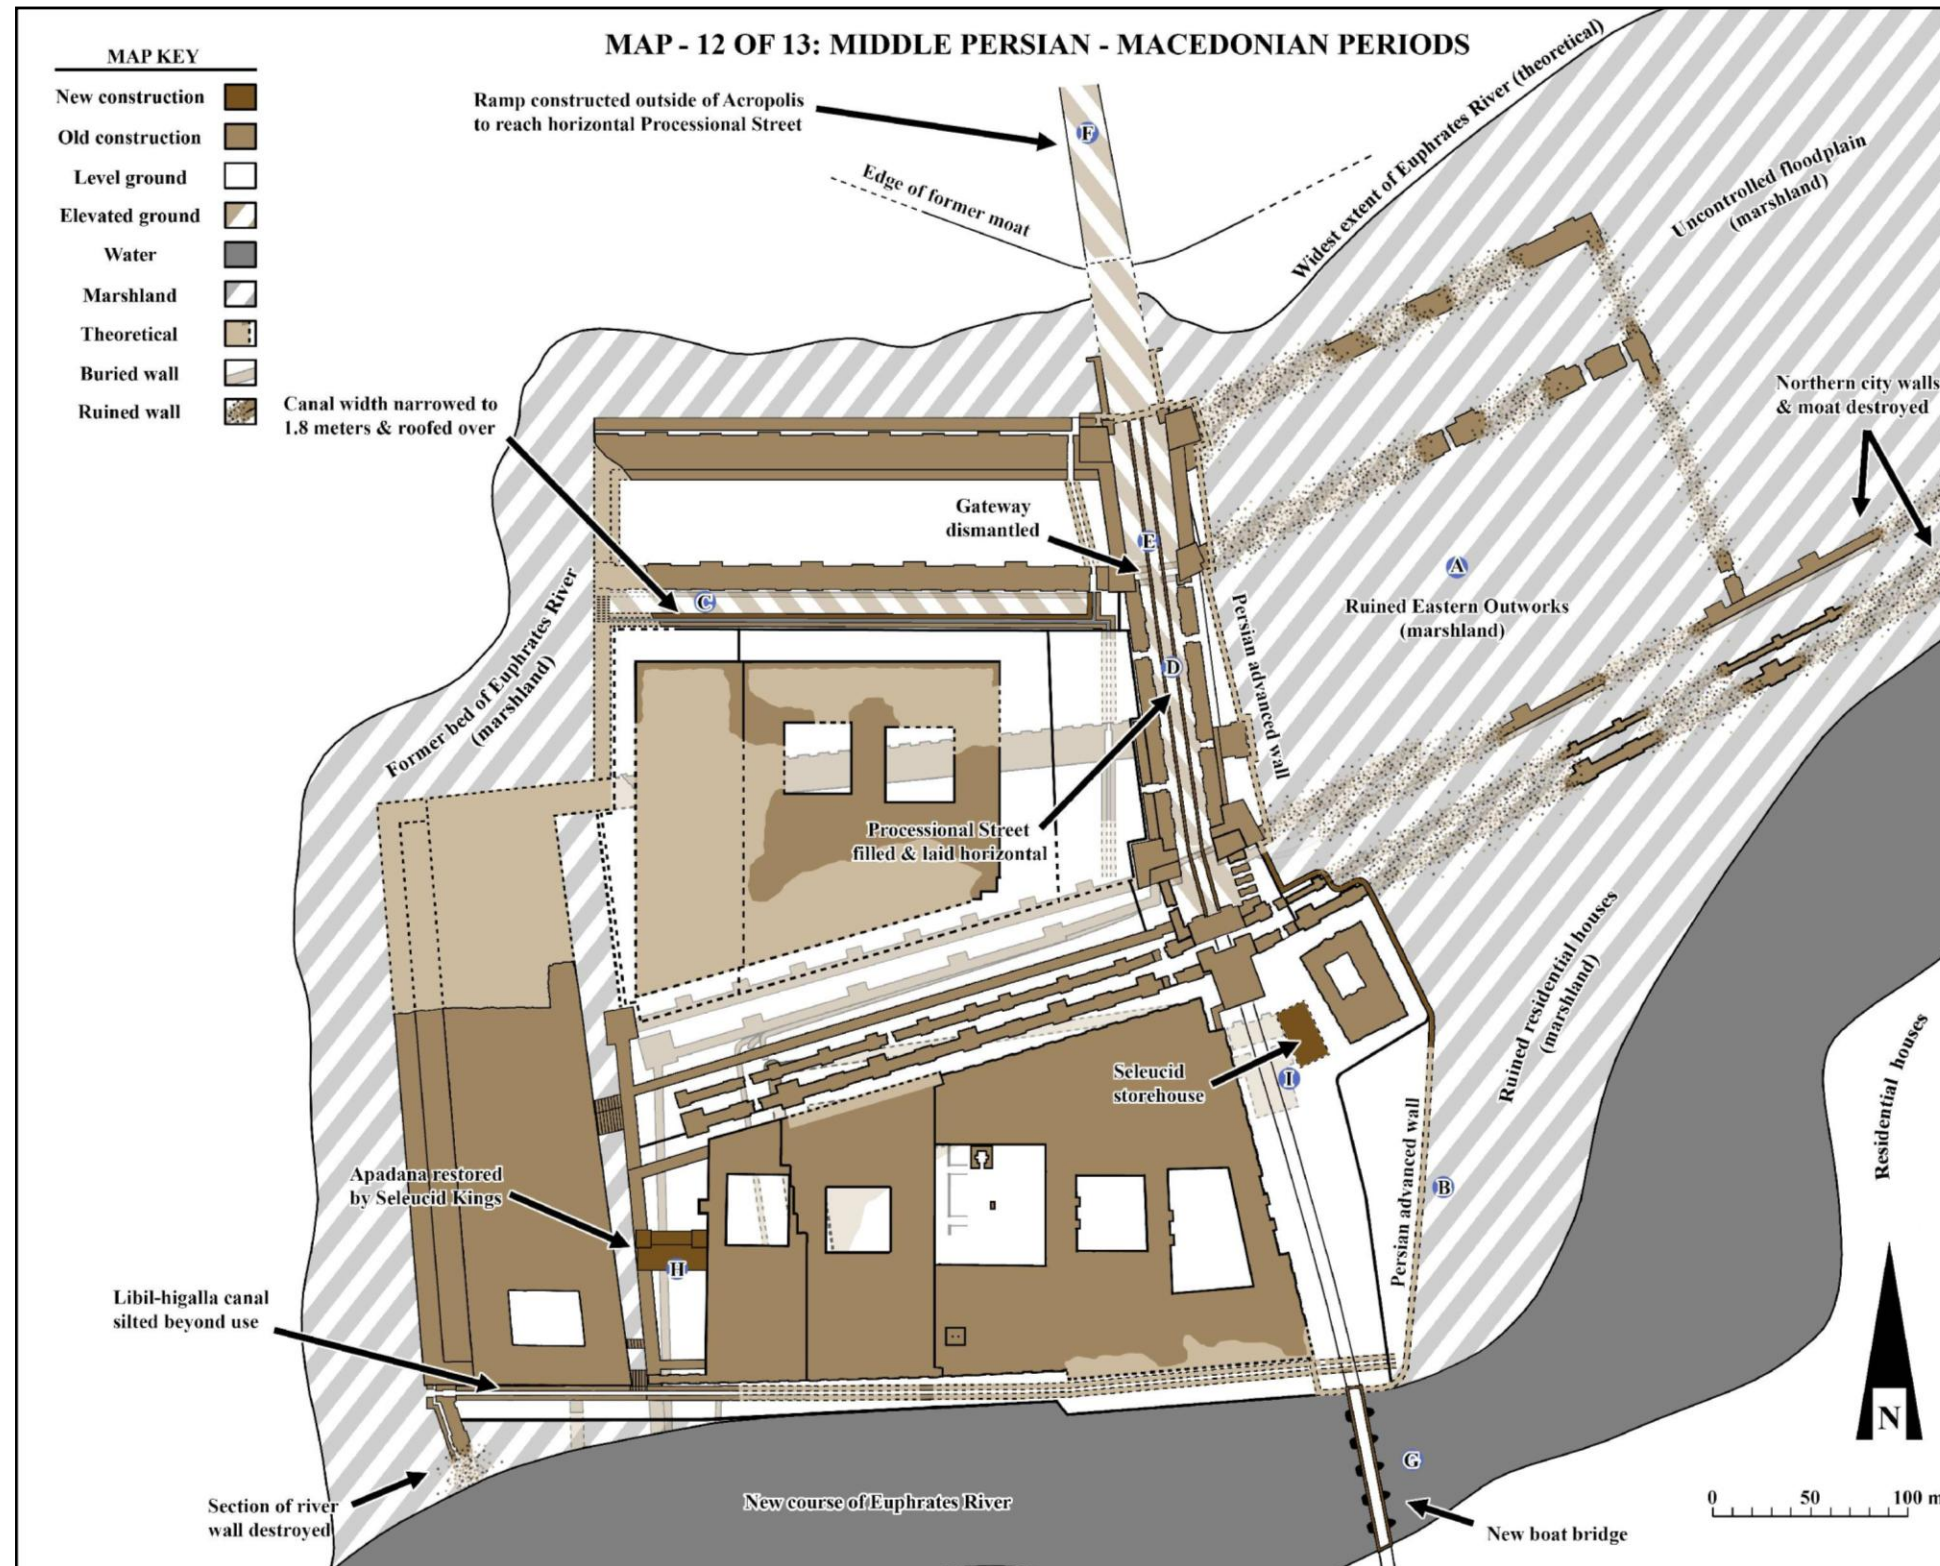 MAP - 12 OF 13: MIDDLE PERSIAN - MACEDONIAN PERIODS
MAP KEY
New construction
Old construction
Level ground
Elevated ground
Water
Marshland
Theoretical
Buried wall
Ruined wall
Ramp constructed outside of Acropolis
to reach horizontal Processional Street
F
Edge of former moat
Widest extent of Euphrates River (theoretical)
Uncontrolled floodplain
(marshland)
Northern city walls
& moat destroyed
Canal width narrowed to
1.8 meters & roofed over
Gateway
dismantled
E
A
Ruined Eastern Outworks
(marshland)
C
D
Former bed of Euphrates River
(marshland)
Persian advanced wall
Processional Street
filled & laid horizontal
Ruined residential houses
(marshland)
Residential houses
Seleucid
storehouse
I
Apadana restored
by Seleucid Kings
H
B
Persian advanced wall
Libil-higalla canal
silted beyond use
Section of river
wall destroyed
New course of Euphrates River
G
New boat bridge
N
0 50 100 m